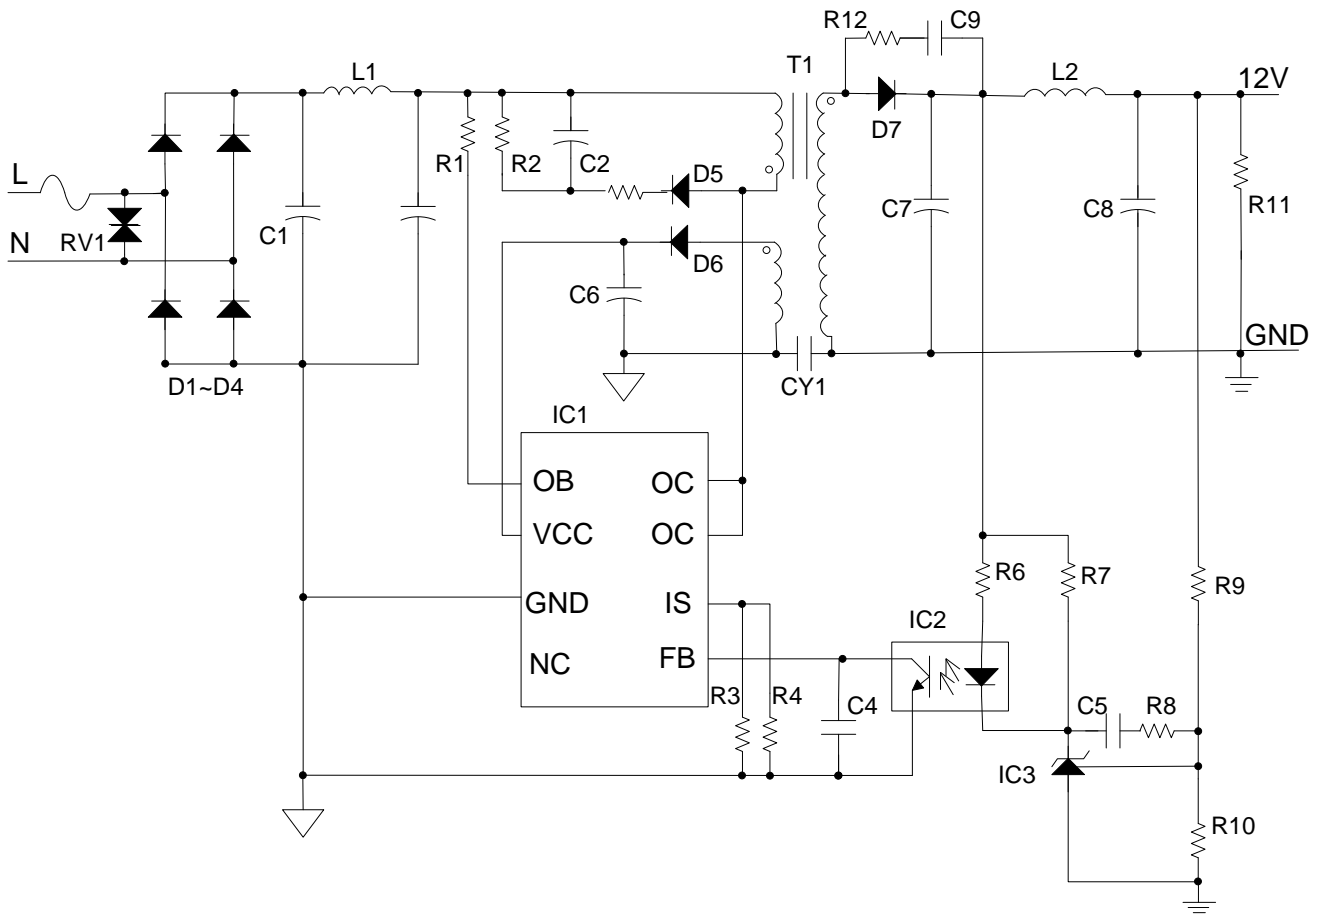 R12
C9
T1
L1
L2
12V
D7
R1
R2
C2
D5
L
RV1
N
C1
C7
C8
R11
D6
C6
GND
D1~D4
CY1
IC1
OB
OC
VCC
OC
GND
IS
NC
FB
R6
R7
R9
IC2
R3
R4
C4
C5
R8
IC3
R10